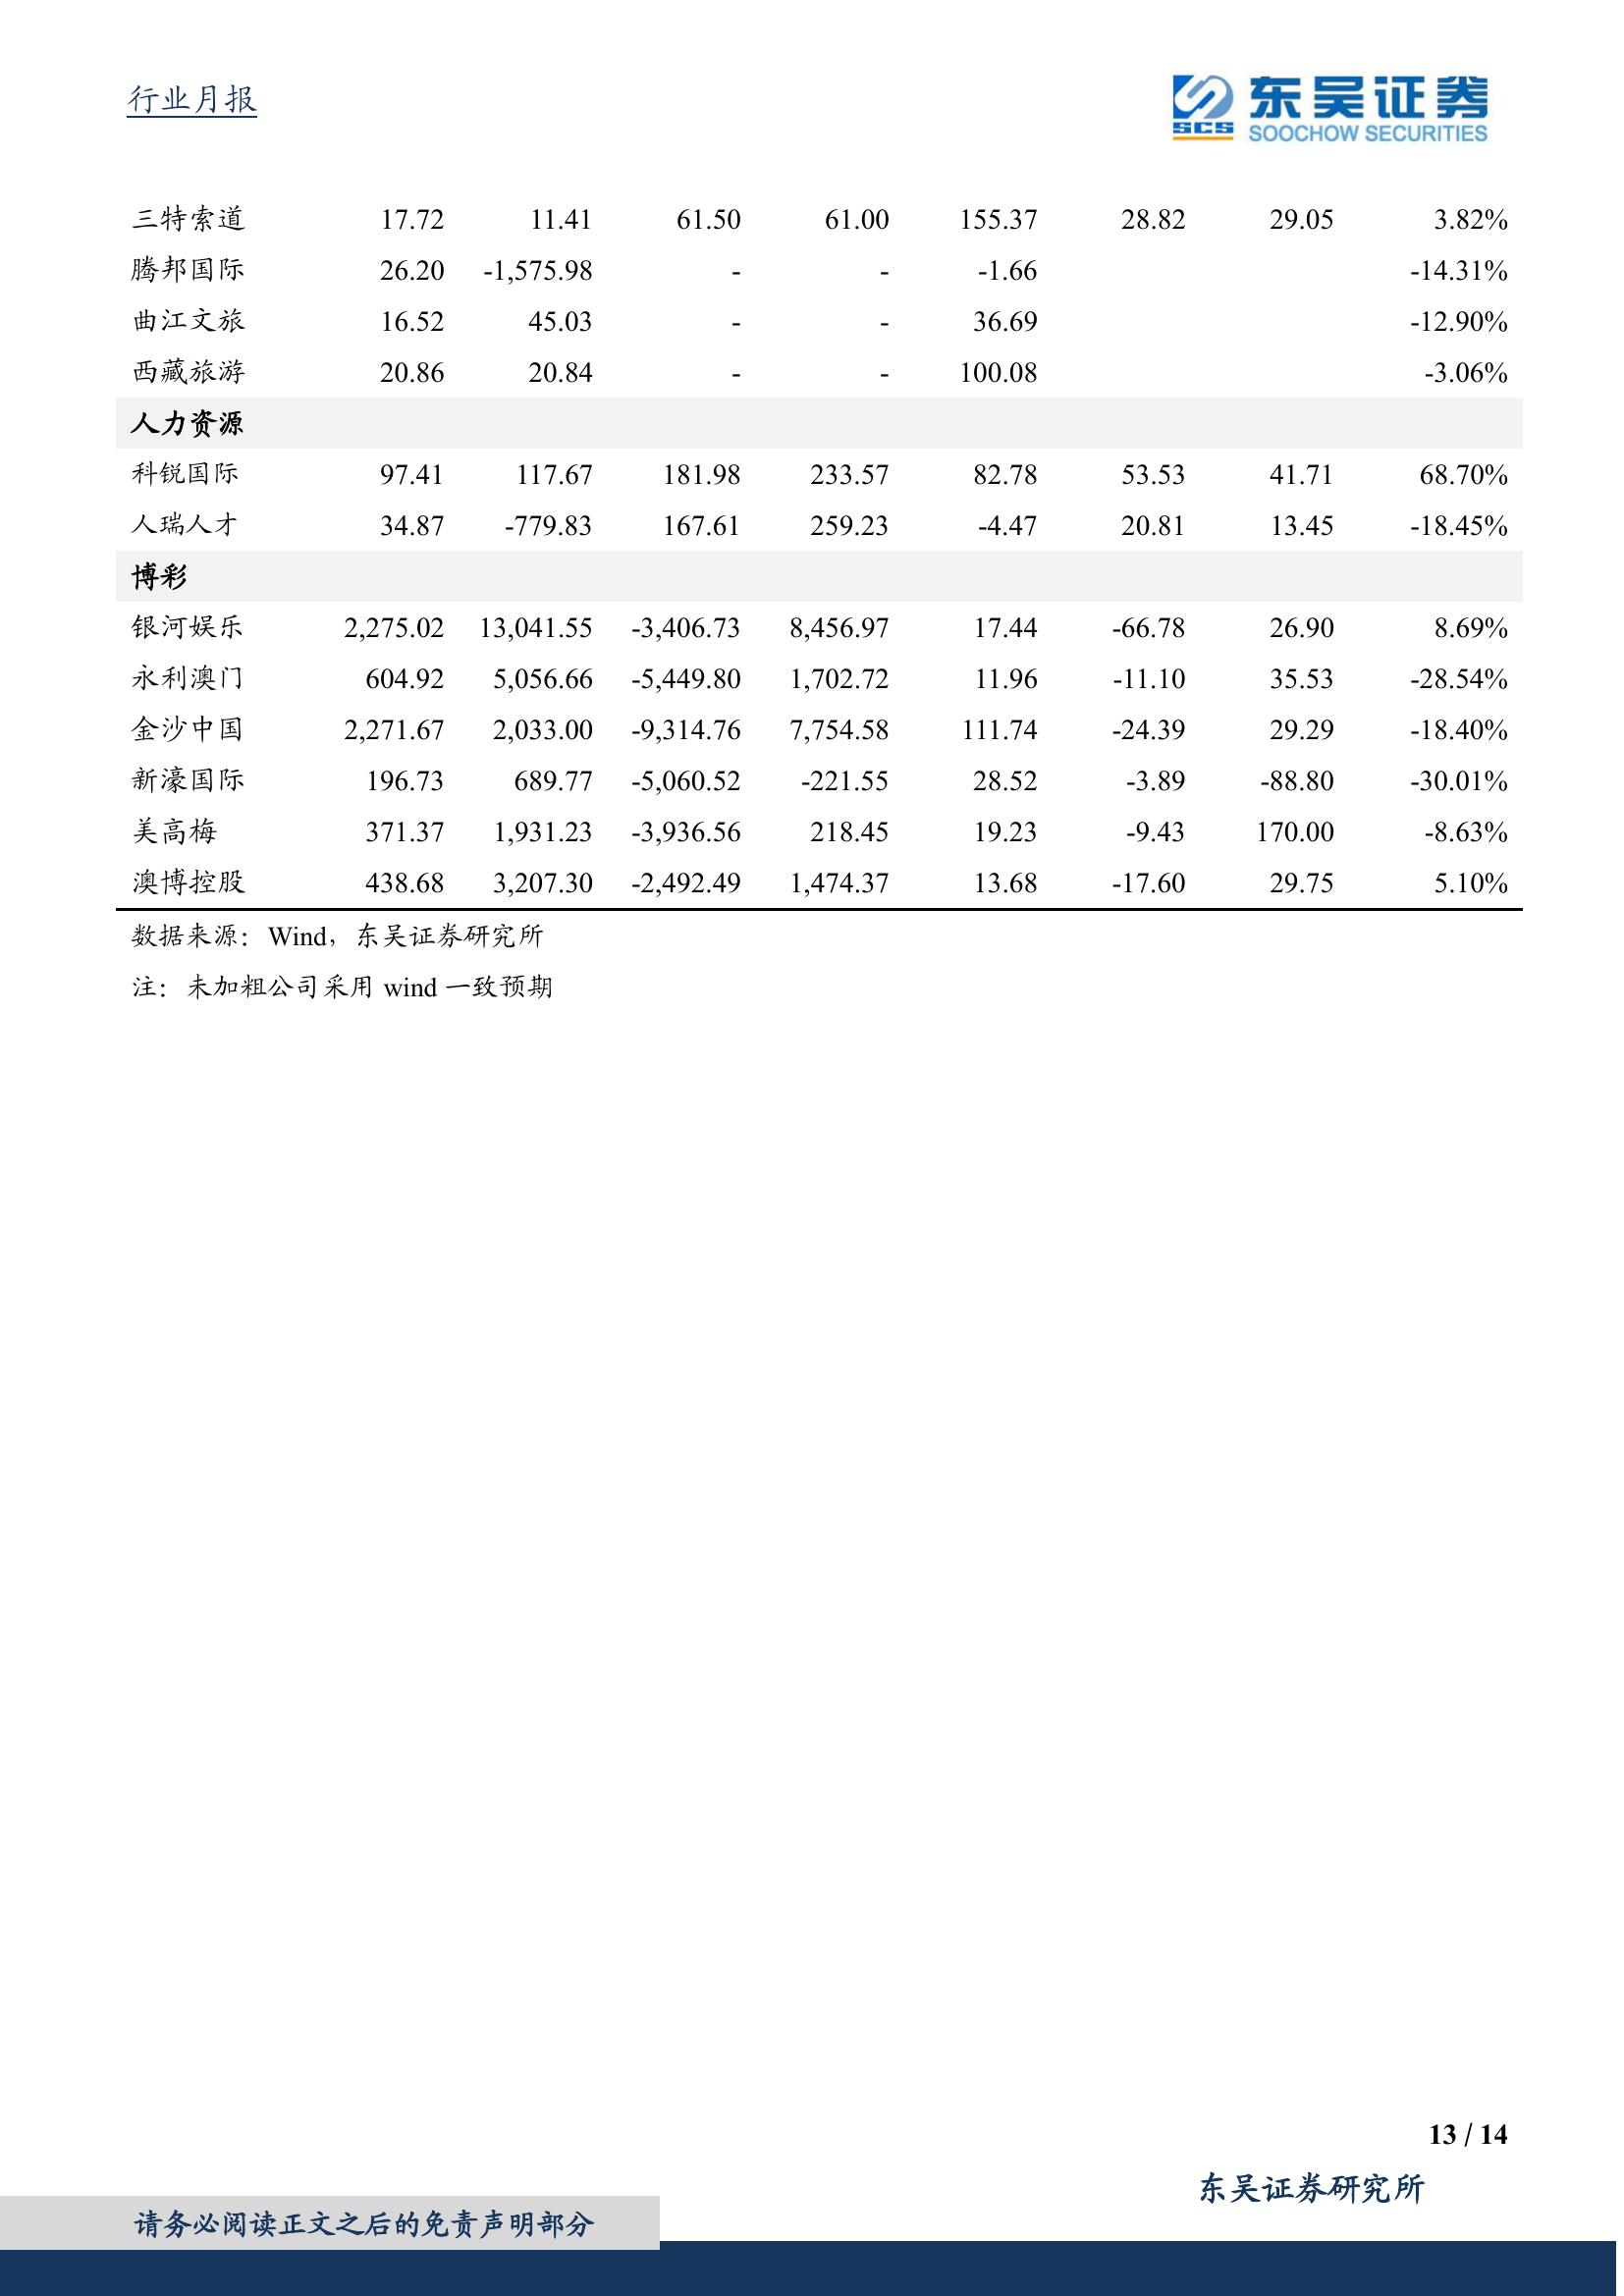 行业月报
SCS 东吴证券
SOOCHOW SECURITIES
三特索道 17.72 11.41 61.50 61.00 155.37 28.82 29.05 3.82%
腾邦国际 26.20 -1,575.98 - - -1.66 -14.31%
曲江文旅 16.52 45.03 - - 36.69 -12.90%
西藏旅游 20.86 20.84 - - 100.08 -3.06%
人力资源
科锐国际 97.41 117.67 181.98 233.57 82.78 53.53 41.71 68.70%
人瑞人才 34.87 -779.83 167.61 259.23 -4.47 20.81 13.45 -18.45%
博彩
银河娱乐 2,275.02 13,041.55 -3,406.73 8,456.97 17.44 -66.78 26.90 8.69%
永利澳门 604.92 5,056.66 -5,449.80 1,702.72 11.96 -11.10 35.53 -28.54%
金沙中国 2,271.67 2,033.00 -9,314.76 7,754.58 111.74 -24.39 29.29 -18.40%
新濠国际 196.73 689.77 -5,060.52 -221.55 28.52 -3.89 -88.80 -30.01%
美高梅 371.37 1,931.23 -3,936.56 218.45 19.23 -9.43 170.00 -8.63%
澳博控股 438.68 3,207.30 -2,492.49 1,474.37 13.68 -17.60 29.75 5.10%
数据来源：Wind，东吴证券研究所
注：未加粗公司采用 wind 一致预期
13 / 14
东吴证券研究所
请务必阅读正文之后的免责声明部分